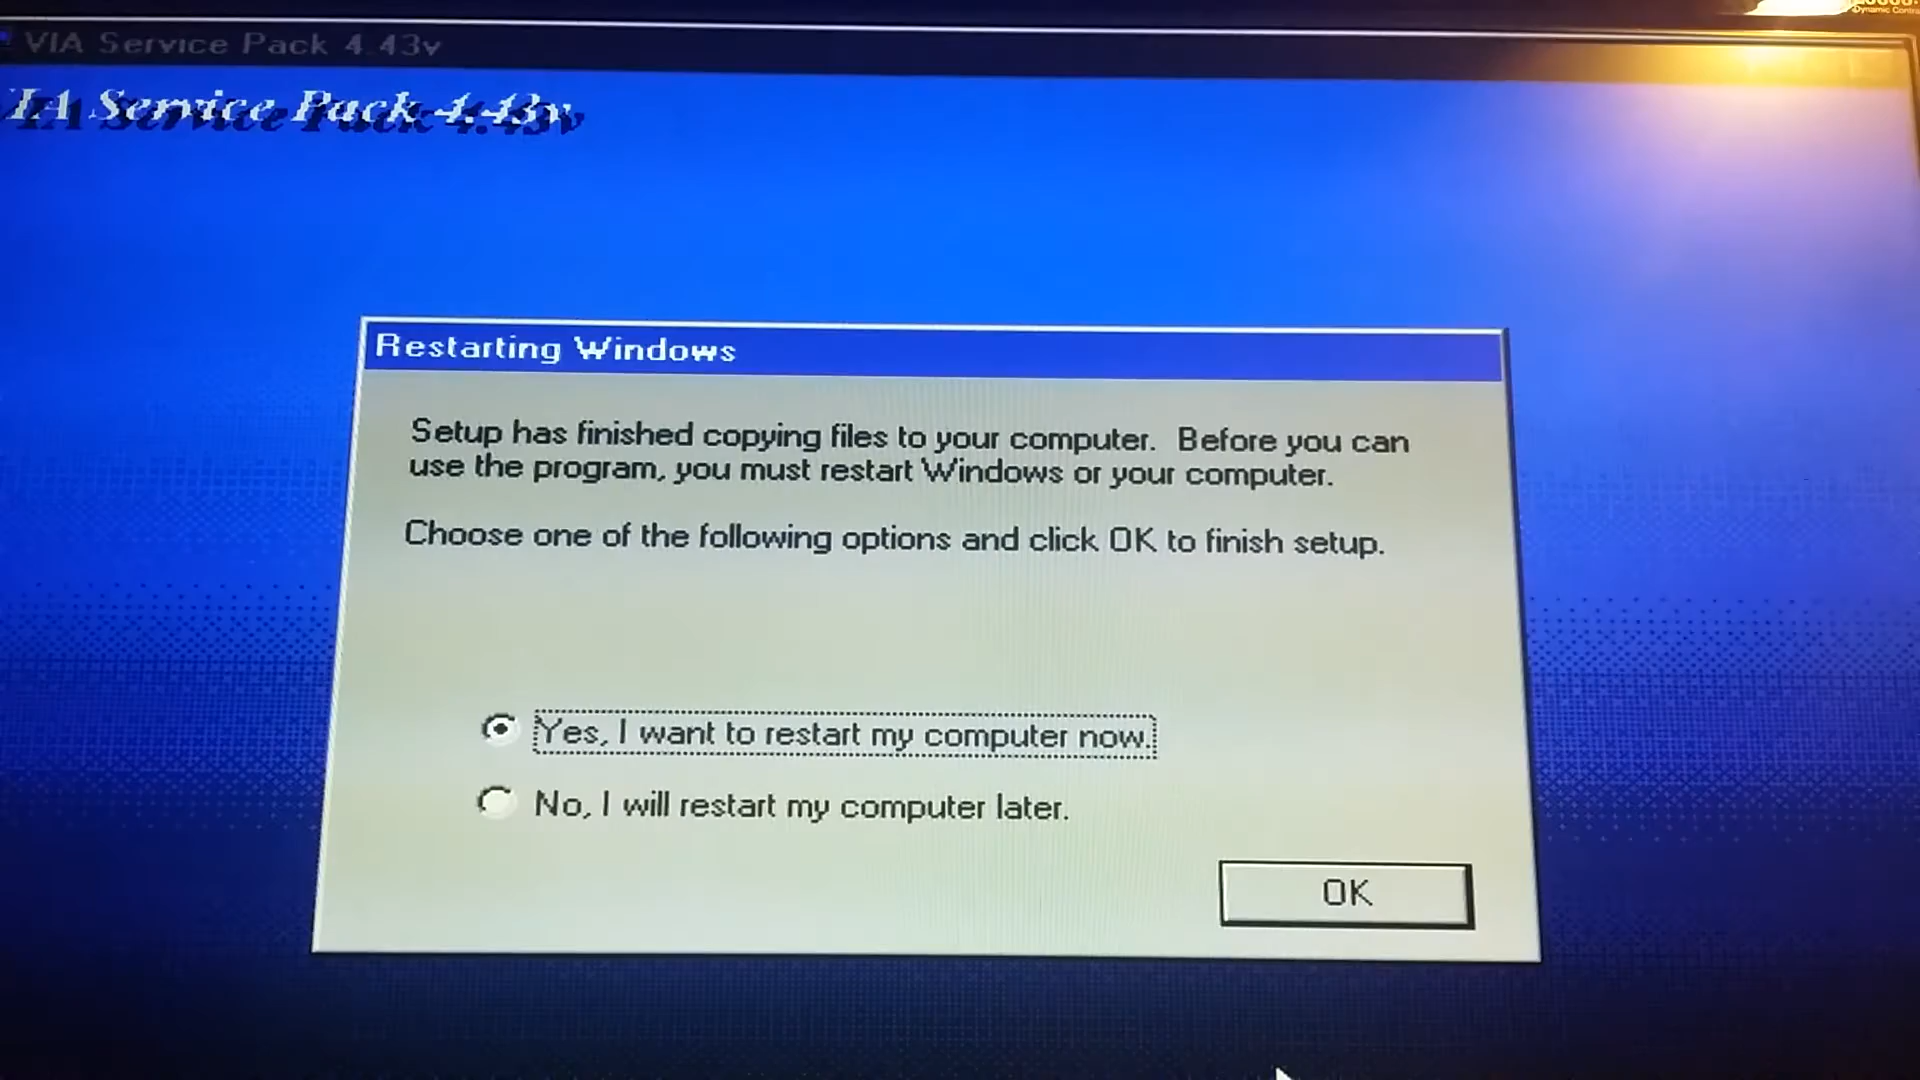 Dynamic Contra
VIA Service Pack 4.43v
IA Service Pack 4.43v
Restarting Windows
Setup has finished copying files to your computer. Before you can
use the program, you must restart Windows or your computer.
Choose one of the following options and click OK to finish setup.
Yes, I want to restart my computer now.
No, I will restart my computer later.
OK